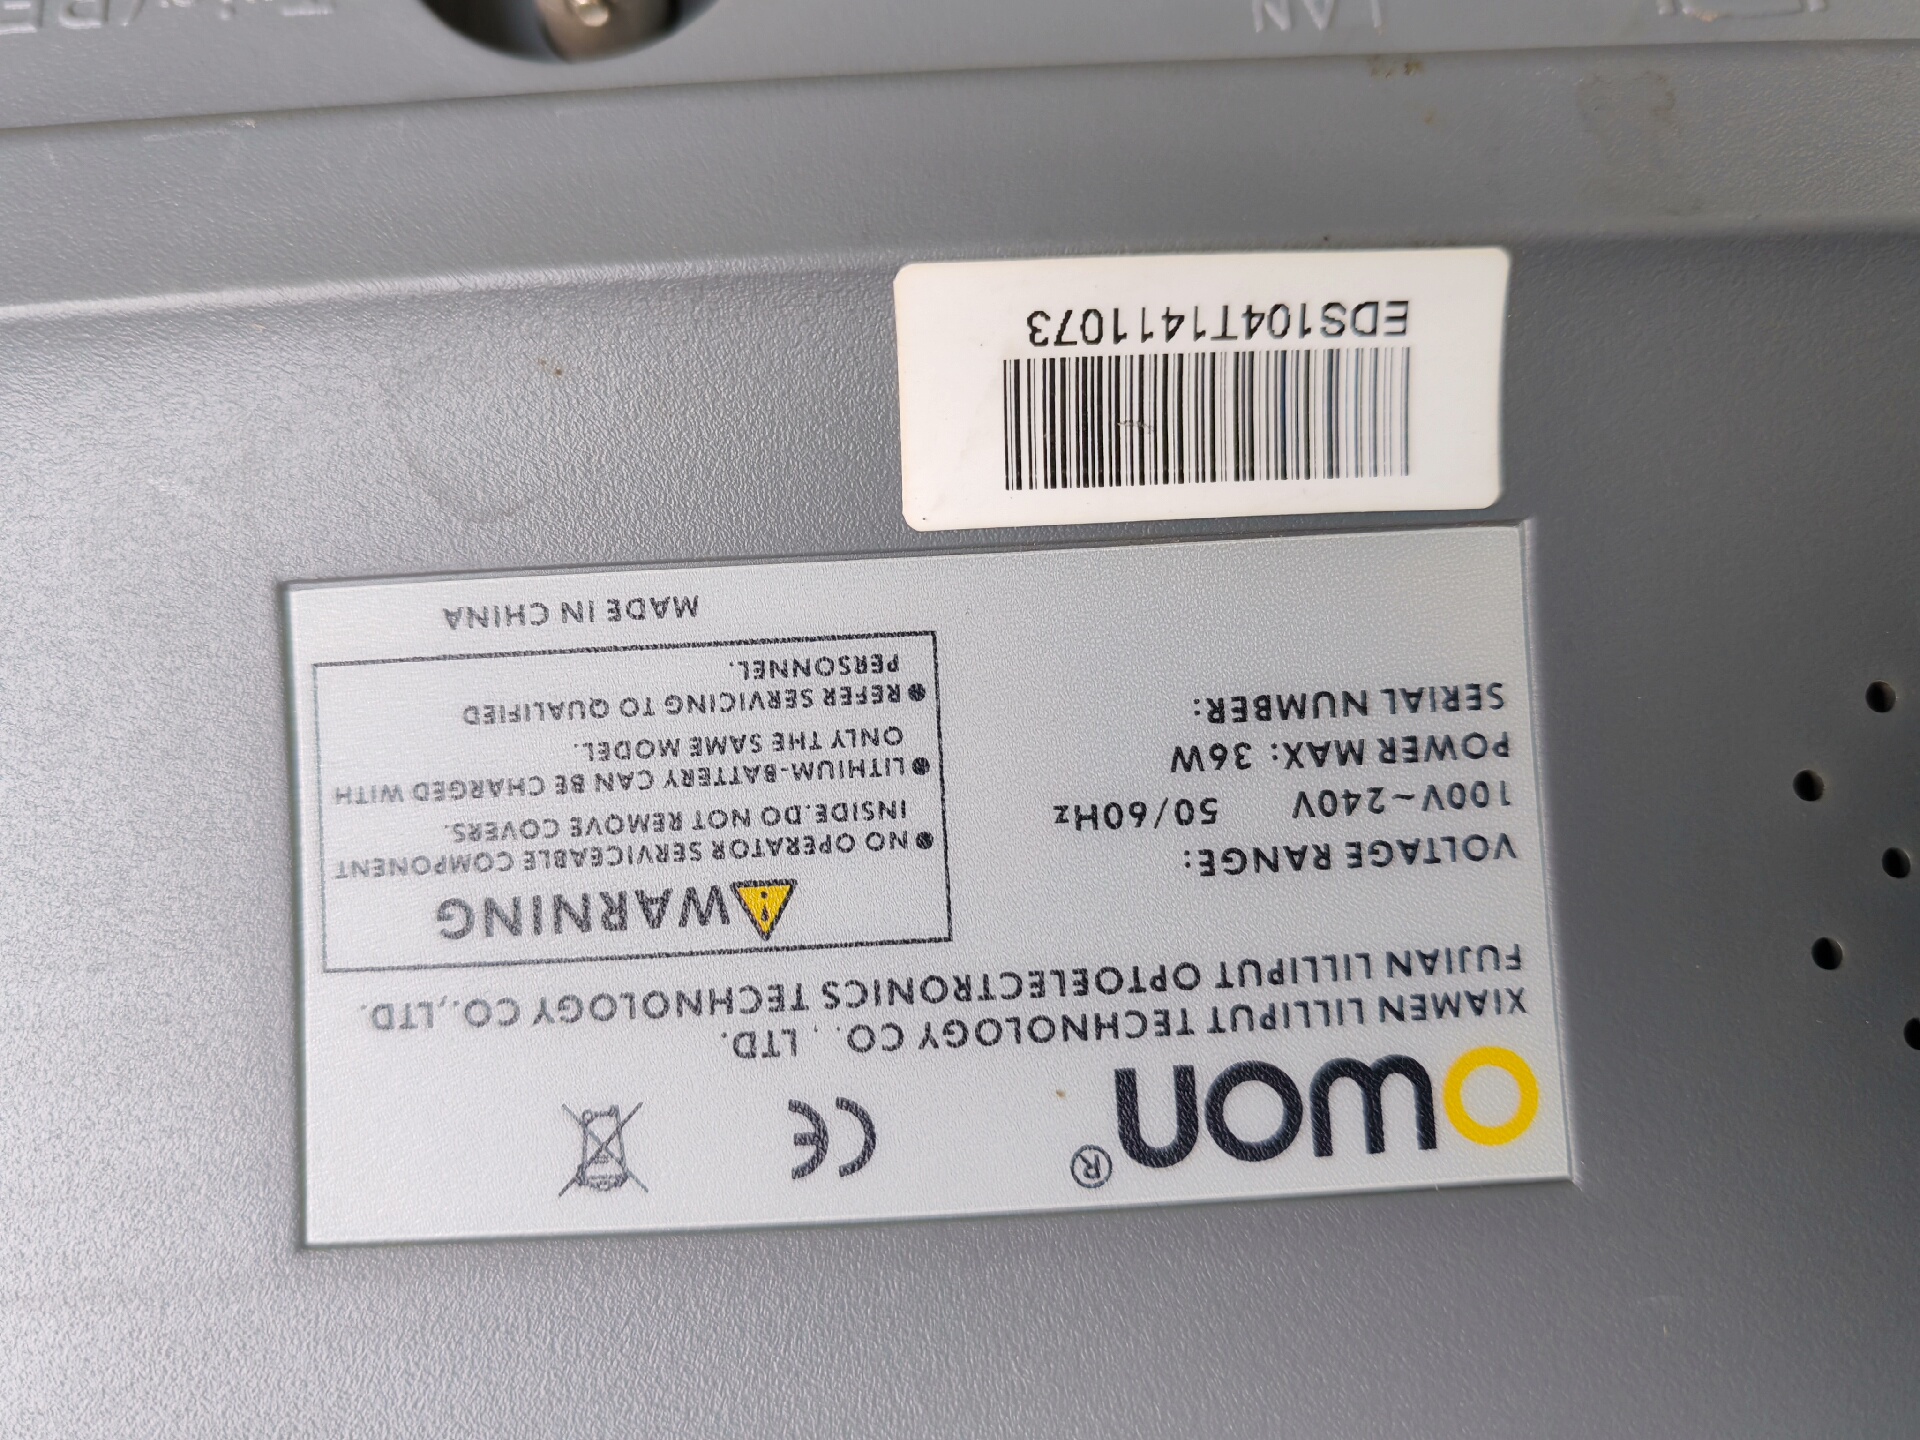 owon®
CE
XIAMEN LILLIPUT TECHNOLOGY CO., LTD.
FUJIAN LILLIPUT OPTOELECTRONICS TECHNOLOGY CO.,LTD.
VOLTAGE RANGE:
100V~240V 50/60Hz
POWER MAX: 36W
SERIAL NUMBER:
WARNING
● NO OPERATOR SERVICEABLE COMPONENT
INSIDE.DO NOT REMOVE COVERS.
● LITHIUM-BATTERY CAN BE CHARGED WITH
ONLY THE SAME MODEL.
● REFER SERVICING TO QUALIFIED
PERSONNEL.
MADE IN CHINA
EDS104T1411073
LAN